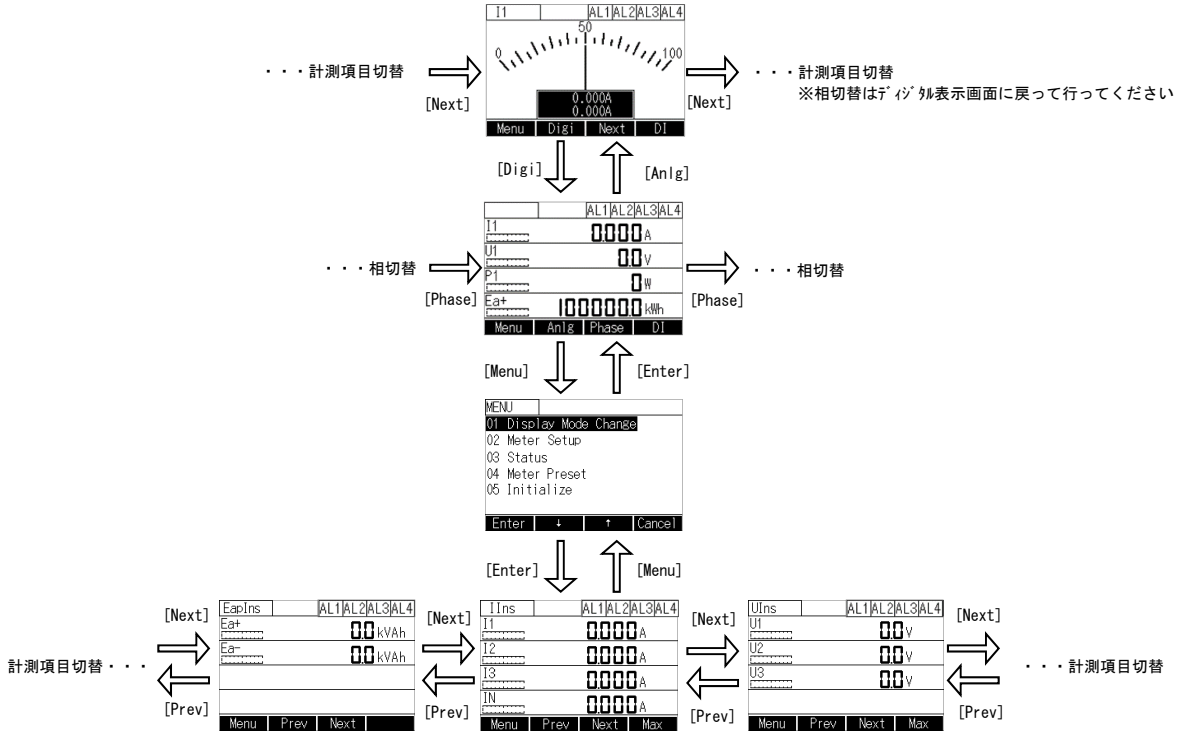 I1 AL1 AL2 AL3 AL4
50
0 100
・・・計測項目切替
・・・計測項目切替
※相切替はﾃﾞｨｼﾞﾀﾙ表示画面に戻って行ってください
[Next]
[Next]
0.000A
0.000A
Menu Digi Next DI
[Digi]
[Anlg]
AL1 AL2 AL3 AL4
I1 0.000 A
U1 0.0 V
P1 0 W
Ea+ 100000.0 kWh
Menu Anlg Phase DI
・・・相切替
・・・相切替
[Phase]
[Phase]
[Menu]
[Enter]
MENU
01 Display Mode Change
02 Meter Setup
03 Status
04 Meter Preset
05 Initialize
Enter ↓ ↑ Cancel
[Enter]
[Menu]
計測項目切替・・・
[Next]
[Prev]
EapIns AL1 AL2 AL3 AL4
Ea+ 0.0 kVAh
Ea- 0.0 kVAh
Menu Prev Next
[Next]
[Prev]
IIns AL1 AL2 AL3 AL4
I1 0.000 A
I2 0.000 A
I3 0.000 A
IN 0.000 A
Menu Prev Next Max
[Next]
[Prev]
UIns AL1 AL2 AL3 AL4
U1 0.0 V
U2 0.0 V
U3 0.0 V
Menu Prev Next Max
[Next]
[Prev]
・・・計測項目切替